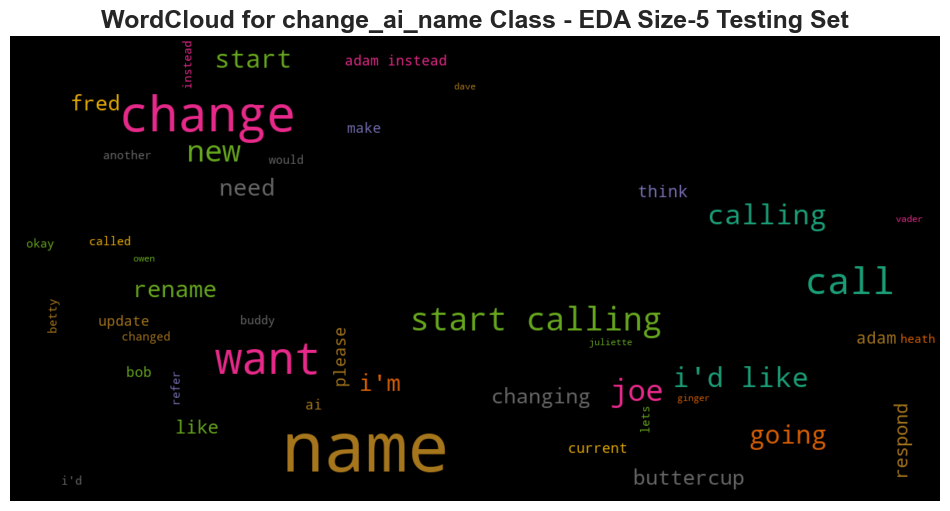 WordCloud for change_ai_name Class - EDA Size-5 Testing Set
instead
start
adam instead
dave
fred
change
make
another
new
would
need
think
calling
vader
okay
called
owen
call
rename
betty
update
changed
buddy
start calling
juliette
please
adam
heath
want
bob
refer
i'm
ai
changing
joe
i'd like
ginger
lets
like
name
current
going
respond
i'd
buttercup